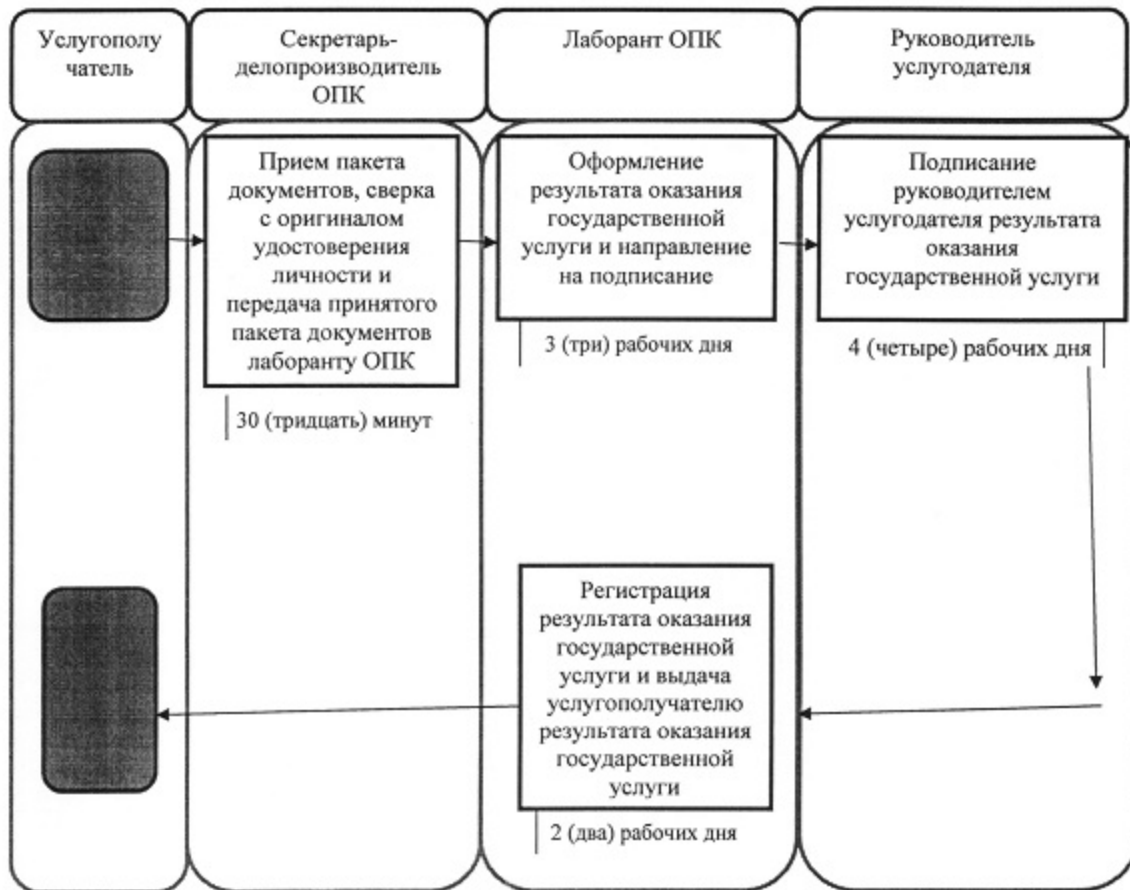 Услугополу
чатель
Секретарь-
делопроизводитель
ОПК
Лаборант ОПК
Руководитель
услугодателя
Прием пакета
документов, сверка
с оригиналом
удостоверения
личности и
передача принятого
пакета документов
лаборанту ОПК
30 (тридцать) минут
Оформление
результата оказания
государственной
услуги и направление
на подписание
3 (три) рабочих дня
Подписание
руководителем
услугодателя результата
оказания
государственной услуги
4 (четыре) рабочих дня
Регистрация
результата оказания
государственной
услуги и выдача
услугополучателю
результата оказания
государственной
услуги
2 (два) рабочих дня